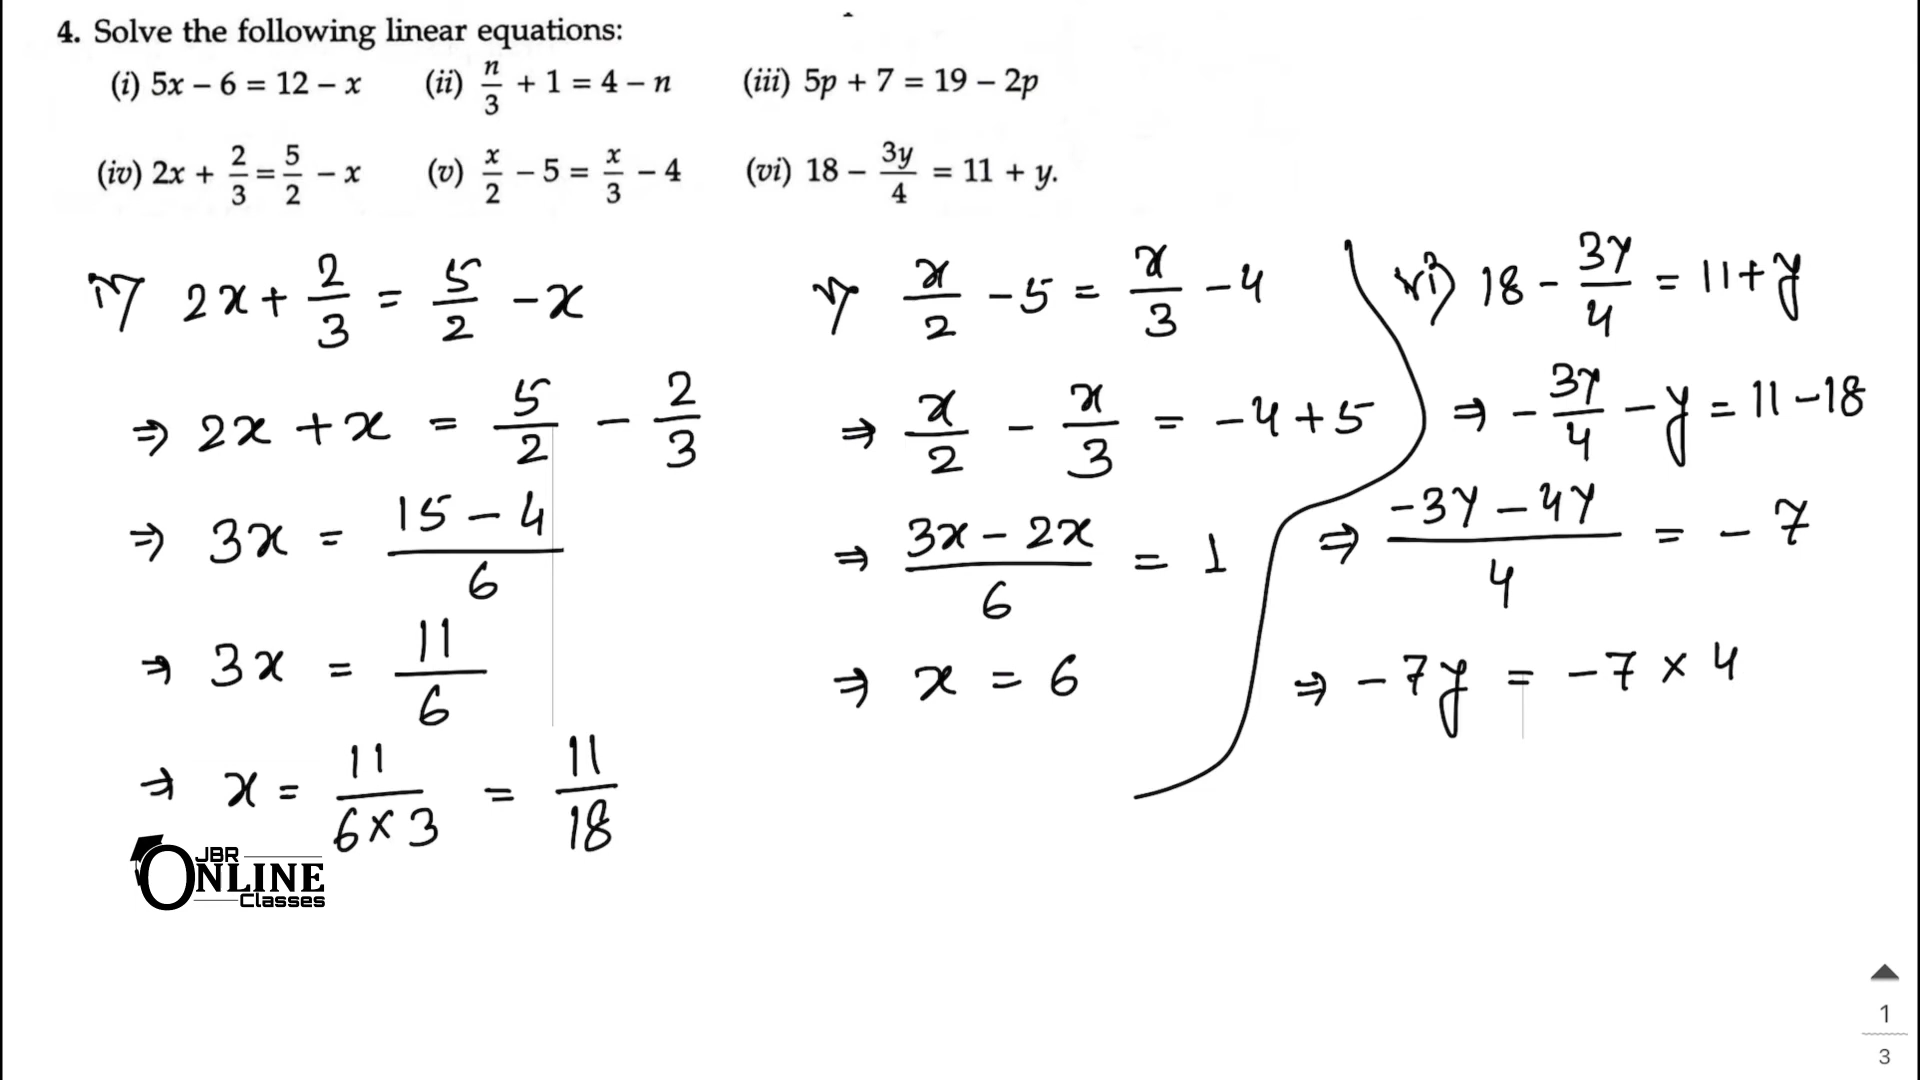 4. Solve the following linear equations:
(i) 5x – 6 = 12 – x (ii) n/3 + 1 = 4 – n (iii) 5p + 7 = 19 – 2p
(iv) 2x + 2/3 = 5/2 – x (v) x/2 – 5 = x/3 – 4 (vi) 18 – 3y/4 = 11 + y.
iv) 2x + 2/3 = 5/2 - x
⇒ 2x + x = 5/2 - 2/3
⇒ 3x = (15 - 4)/6
⇒ 3x = 11/6
⇒ x = 11/(6 × 3) = 11/18
v) x/2 - 5 = x/3 - 4
⇒ x/2 - x/3 = -4 + 5
⇒ (3x - 2x)/6 = 1
⇒ x = 6
vi) 18 - 3y/4 = 11 + y
⇒ - 3y/4 - y = 11 - 18
⇒ (-3y - 4y)/4 = - 7
⇒ - 7y = - 7 × 4
JBR
ONLINE
Classes
1
3